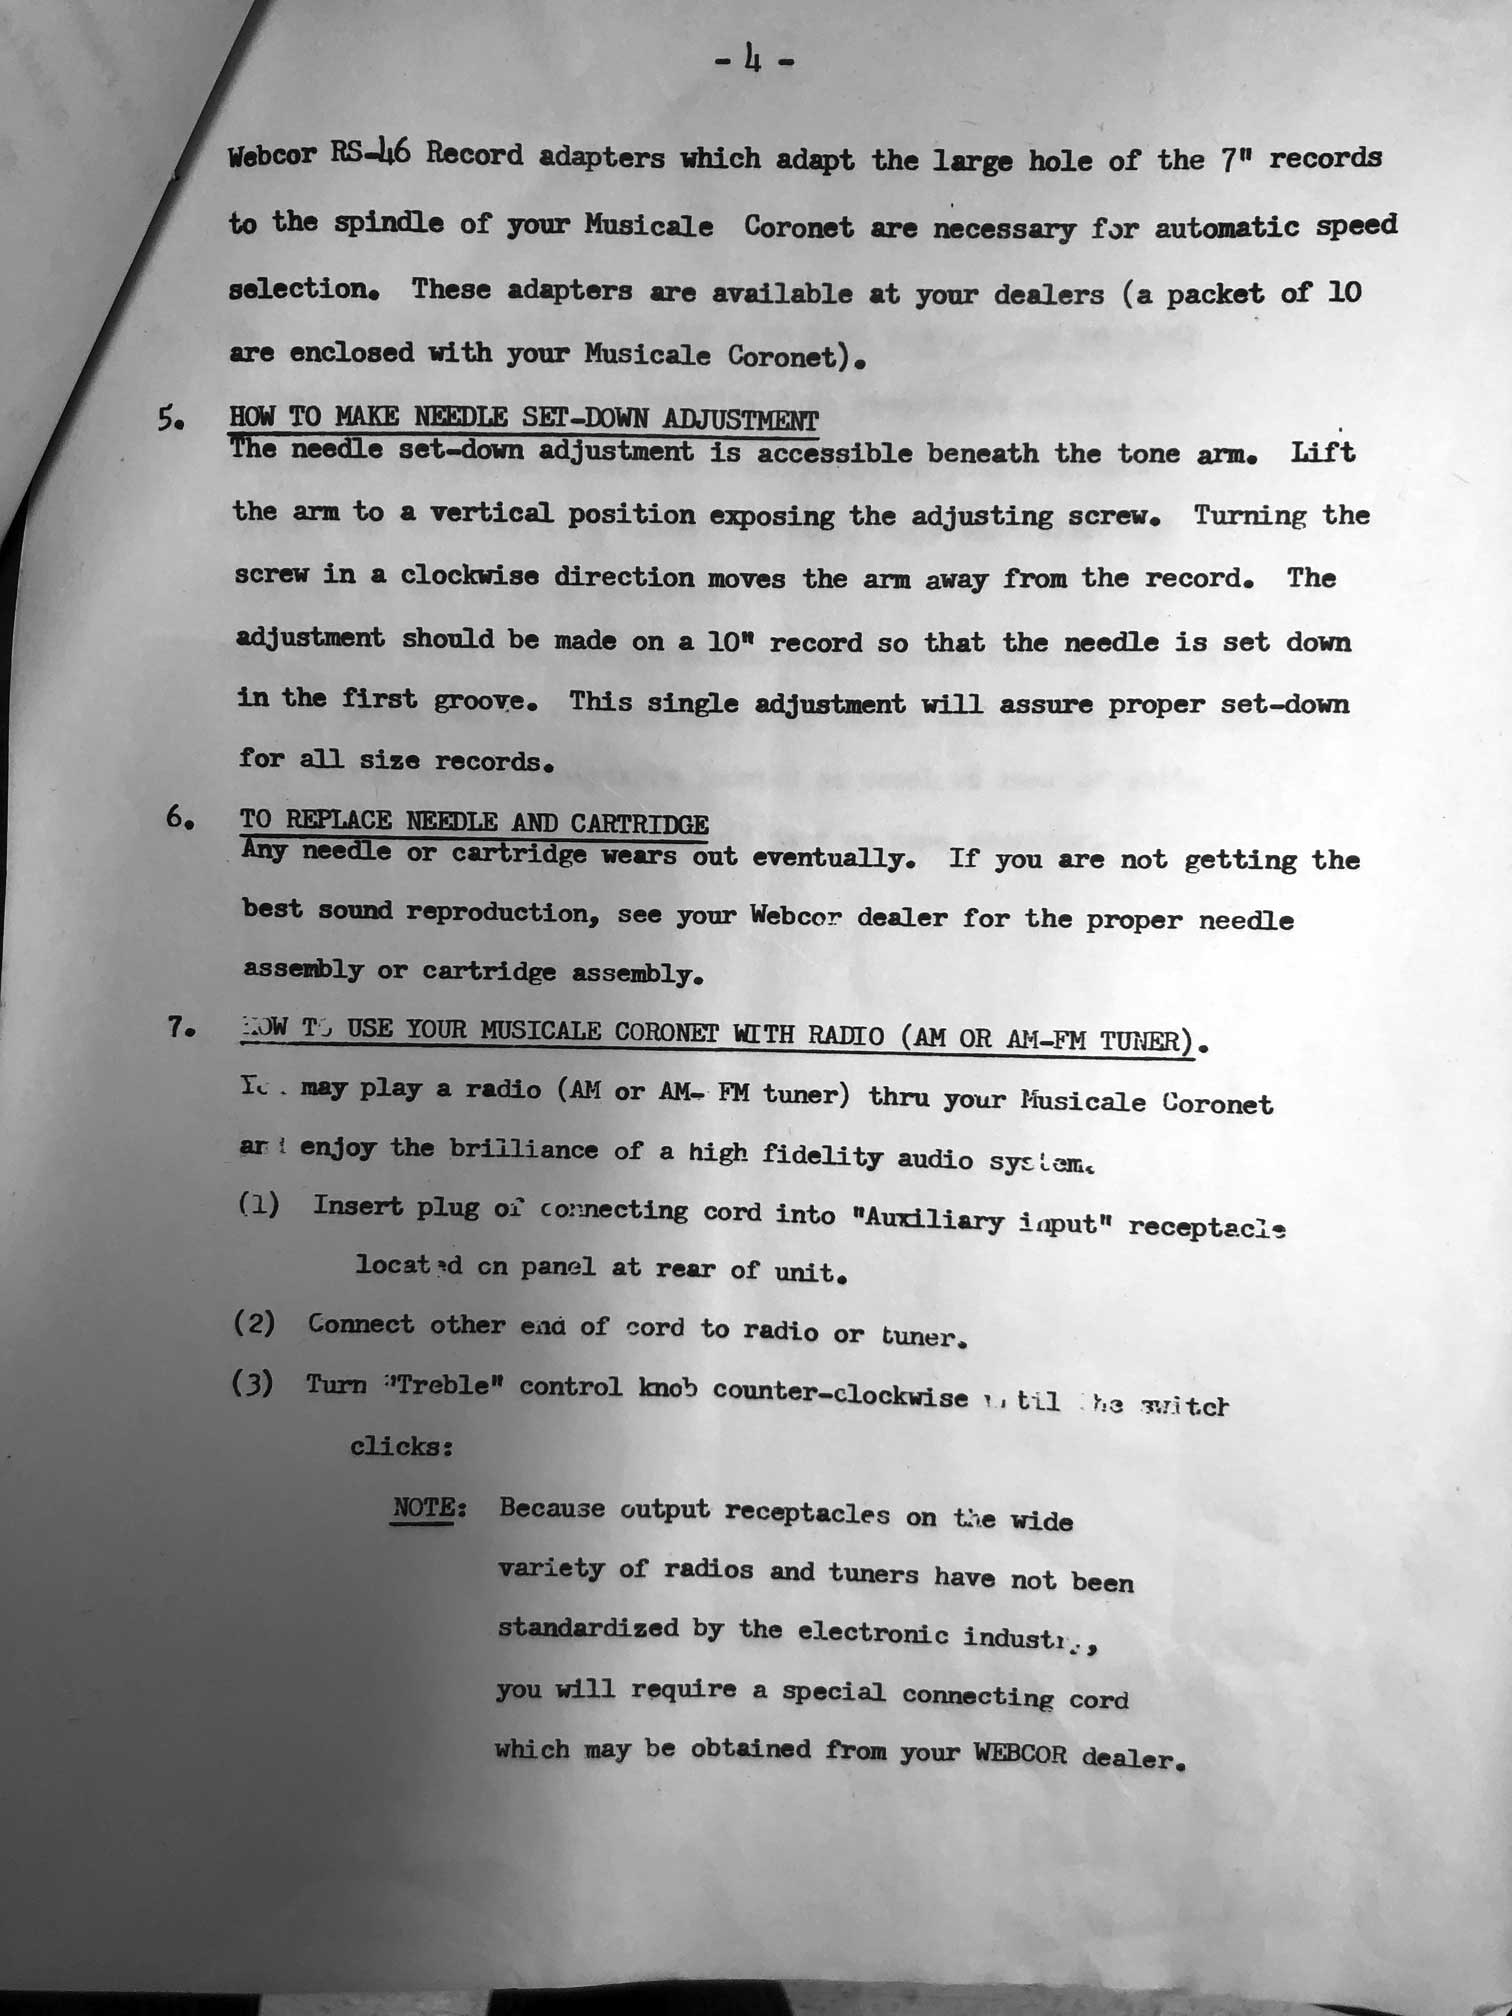 - 4 -
Webcor RS-46 Record adapters which adapt the large hole of the 7" records
to the spindle of your Musicale Coronet are necessary for automatic speed
selection. These adapters are available at your dealers (a packet of 10
are enclosed with your Musicale Coronet).
5. HOW TO MAKE NEEDLE SET-DOWN ADJUSTMENT
The needle set-down adjustment is accessible beneath the tone arm. Lift
the arm to a vertical position exposing the adjusting screw. Turning the
screw in a clockwise direction moves the arm away from the record. The
adjustment should be made on a 10" record so that the needle is set down
in the first groove. This single adjustment will assure proper set-down
for all size records.
6. TO REPLACE NEEDLE AND CARTRIDGE
Any needle or cartridge wears out eventually. If you are not getting the
best sound reproduction, see your Webcor dealer for the proper needle
assembly or cartridge assembly.
7. HOW TO USE YOUR MUSICALE CORONET WITH RADIO (AM OR AM-FM TUNER).
You may play a radio (AM or AM- FM tuner) thru your Musicale Coronet
and enjoy the brilliance of a high fidelity audio system.
(1) Insert plug of connecting cord into "Auxiliary input" receptacle
located on panel at rear of unit.
(2) Connect other end of cord to radio or tuner.
(3) Turn "Treble" control knob counter-clockwise until the switch
clicks:
NOTE: Because output receptacles on the wide
variety of radios and tuners have not been
standardized by the electronic industry,
you will require a special connecting cord
which may be obtained from your WEBCOR dealer.